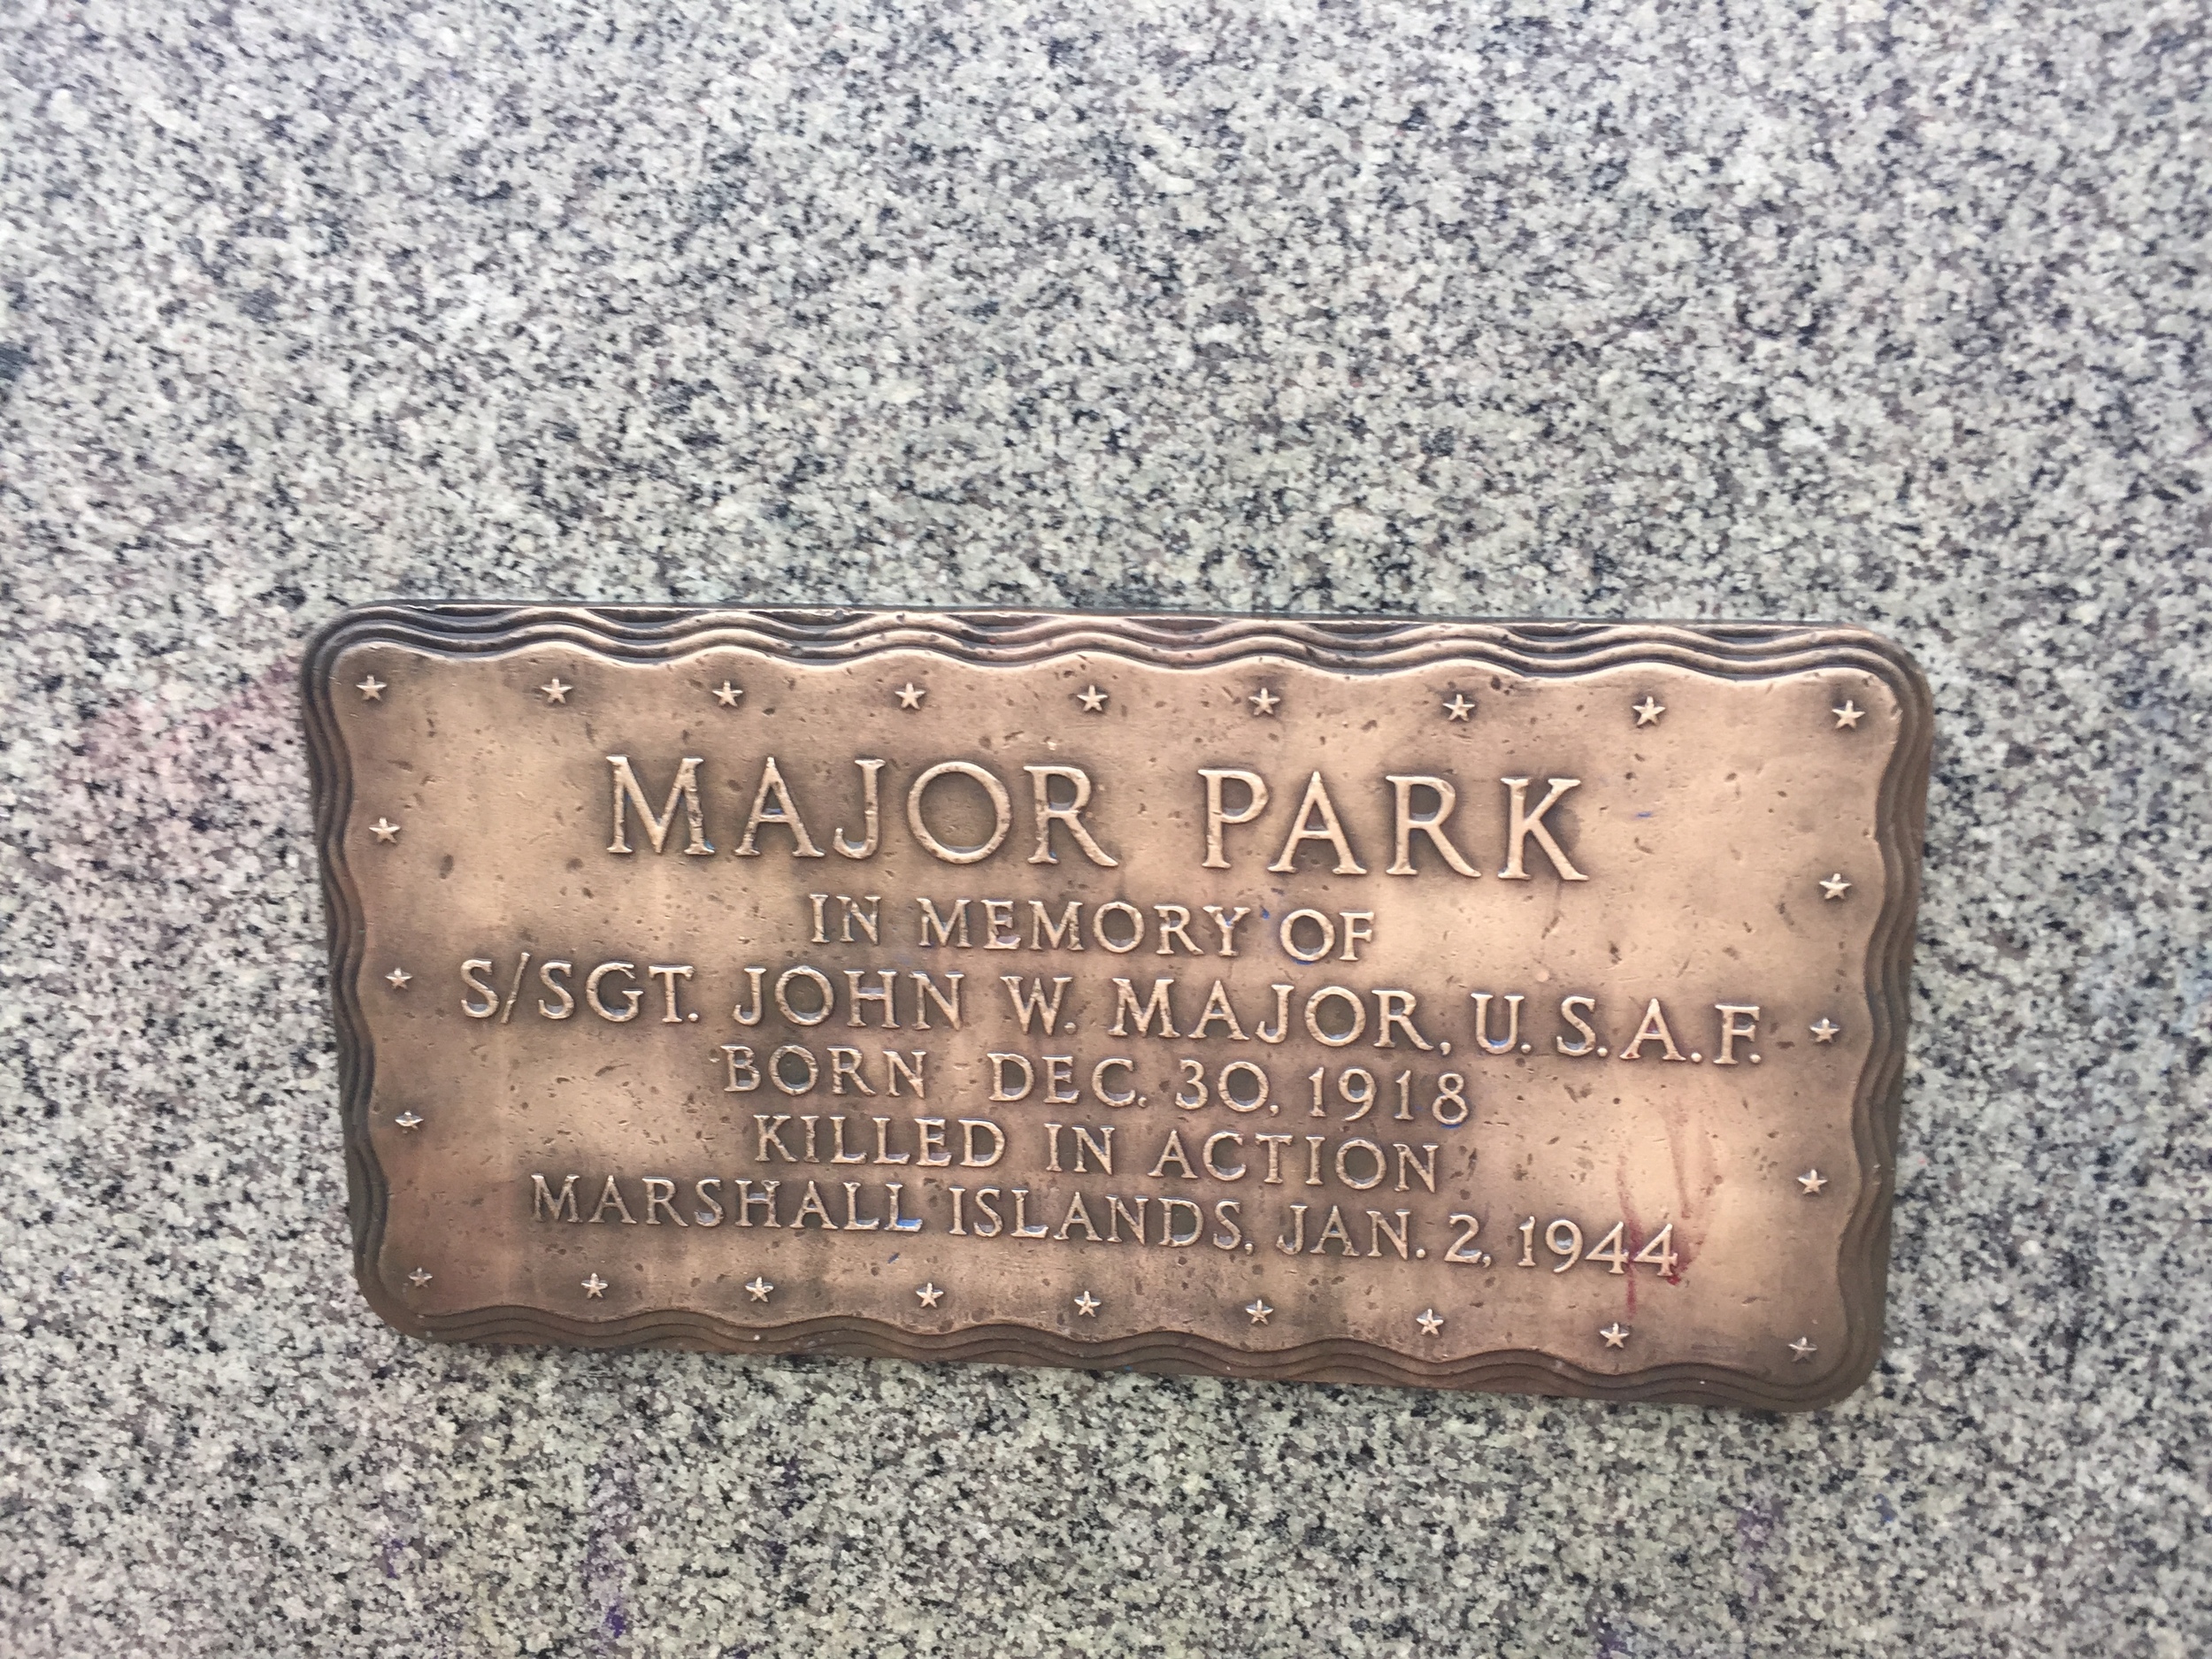 MAJOR PARK
IN MEMORY OF
S/SGT. JOHN W. MAJOR, U.S.A.F.
BORN DEC. 30, 1918
KILLED IN ACTION
MARSHALL ISLANDS, JAN. 2, 1944